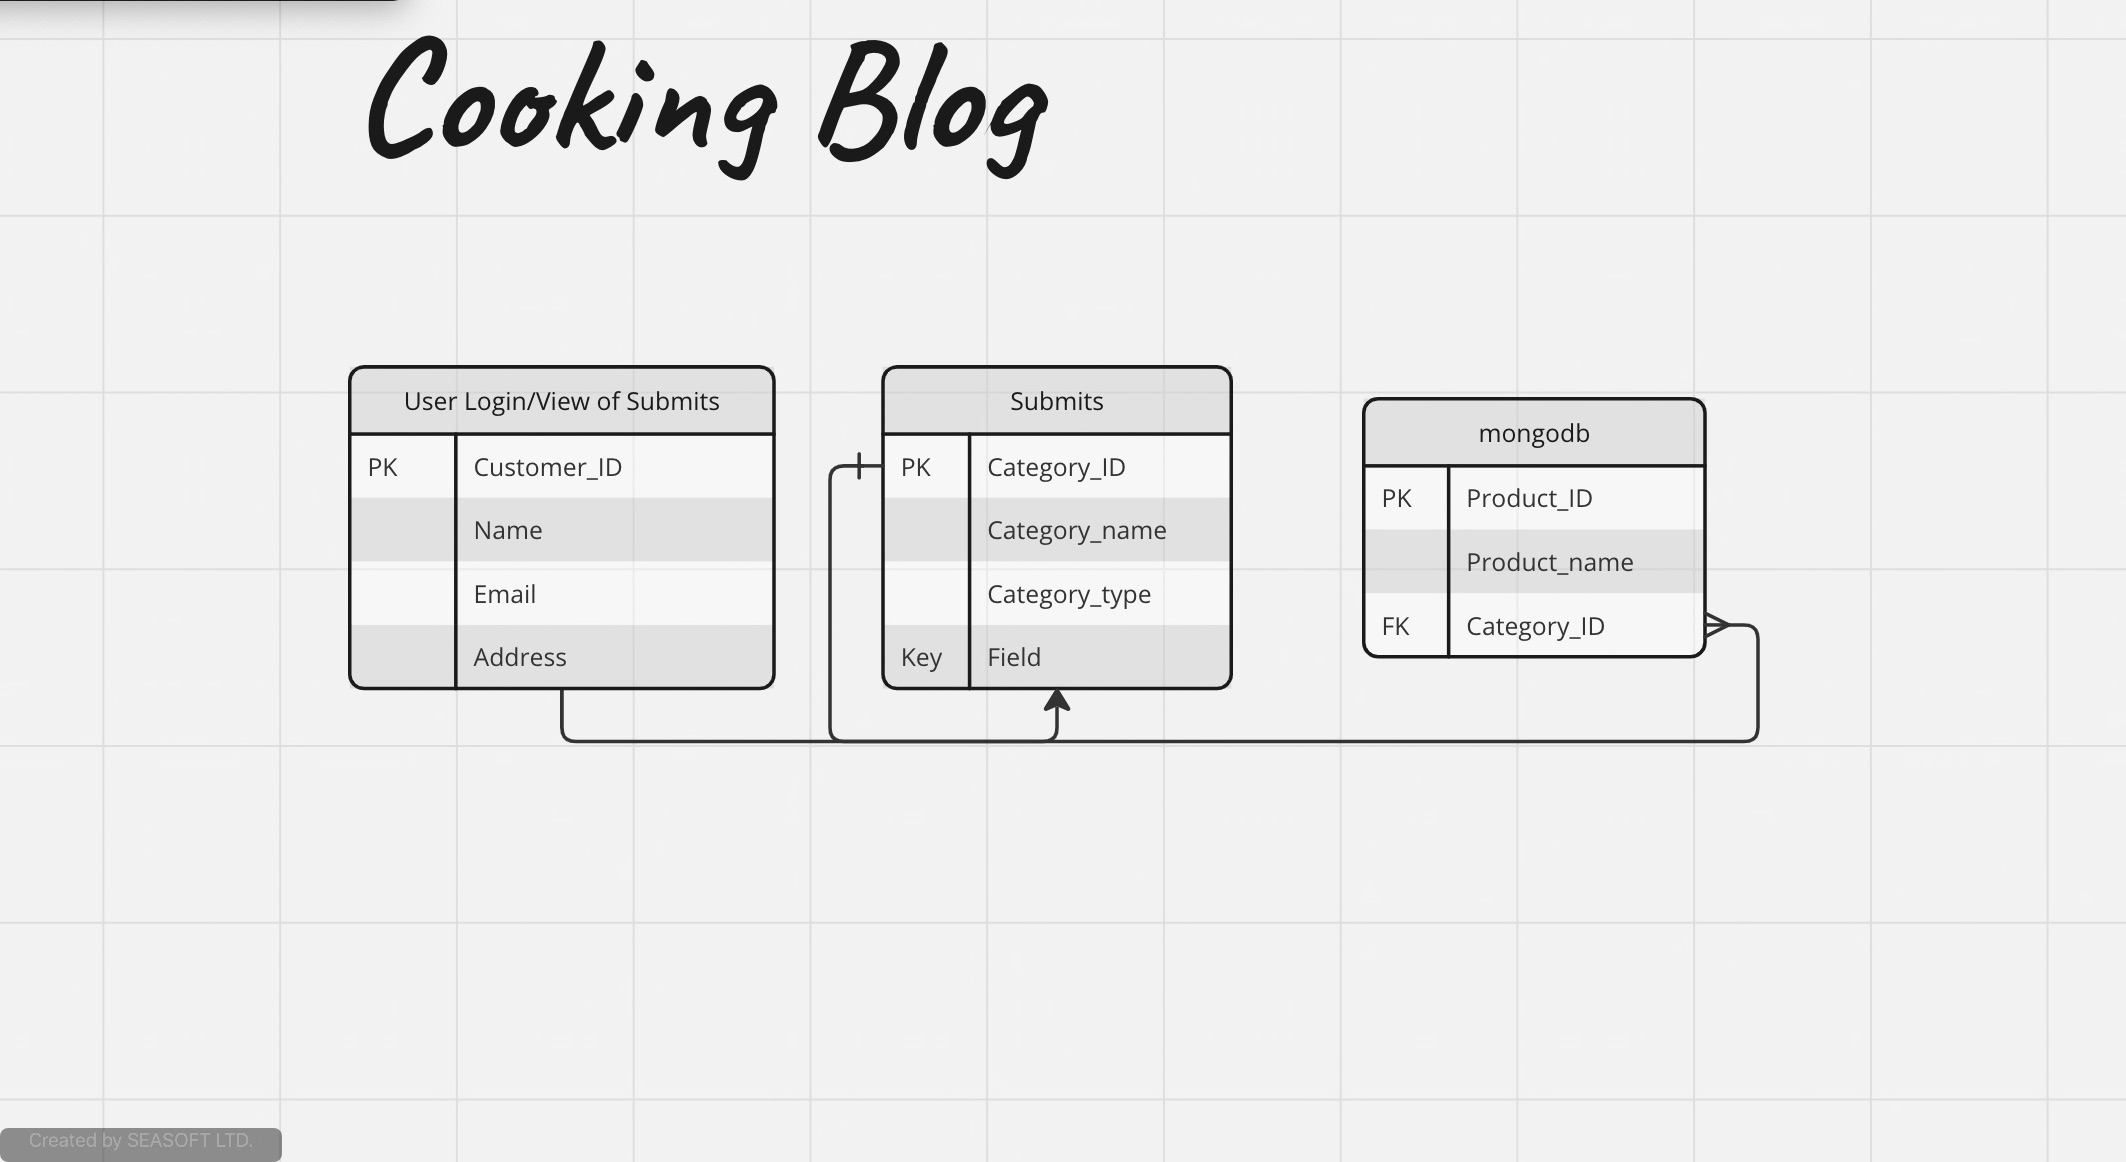 Cooking Blog
User Login/View of Submits
PK Customer_ID
Name
Email
Address
Submits
PK Category_ID
Category_name
Category_type
Key Field
mongodb
PK Product_ID
Product_name
FK Category_ID
Created by SEASOFT LTD.